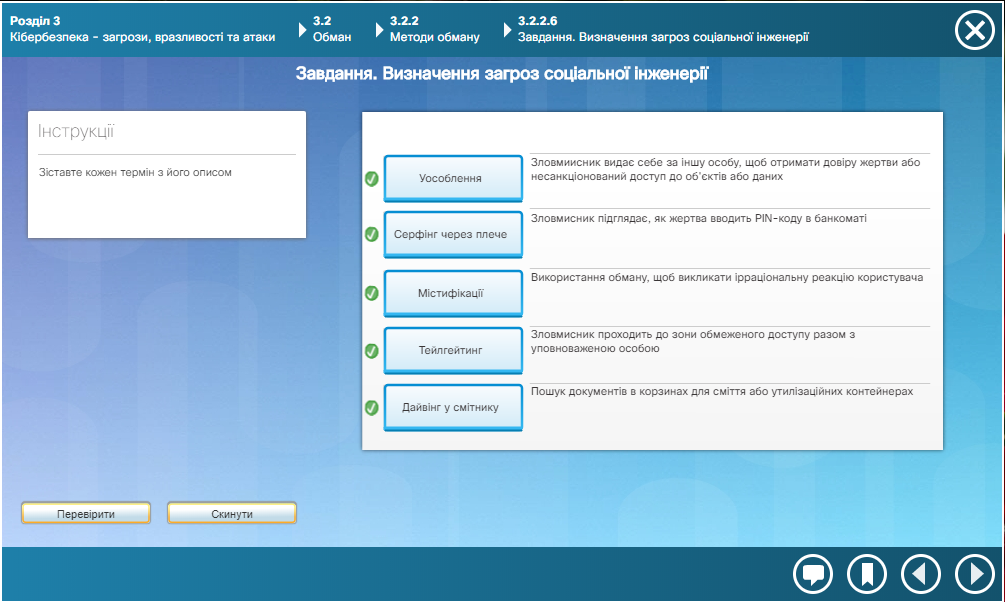 Розділ 3
Кібербезпека - загрози, вразливості та атаки
3.2
Обман
3.2.2
Методи обману
3.2.2.6
Завдання. Визначення загроз соціальної інженерії
Завдання. Визначення загроз соціальної інженерії
Інструкції
Зіставте кожен термін з його описом
Уособлення
Зловмиисник видає себе за іншу особу, щоб отримати довіру жертви або
несанкціонований доступ до об'єктів або даних
Серфінг через плече
Зловмисник підглядає, як жертва вводить PIN-коду в банкоматі
Містифікації
Використання обману, щоб викликати ірраціональну реакцію користувача
Тейлгейтинг
Зловмисник проходить до зони обмеженого доступу разом з
уповноваженою особою
Дайвінг у смітнику
Пошук документів в корзинах для сміття або утилізаційних контейнерах
Перевірити
Скинути